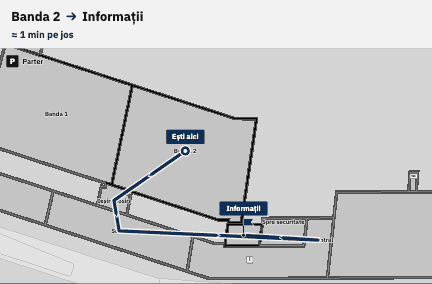 Banda 2 → Informații
≈ 1 min pe jos
P Parter
Banda 1
Ești aici
Informații
Spre securitate